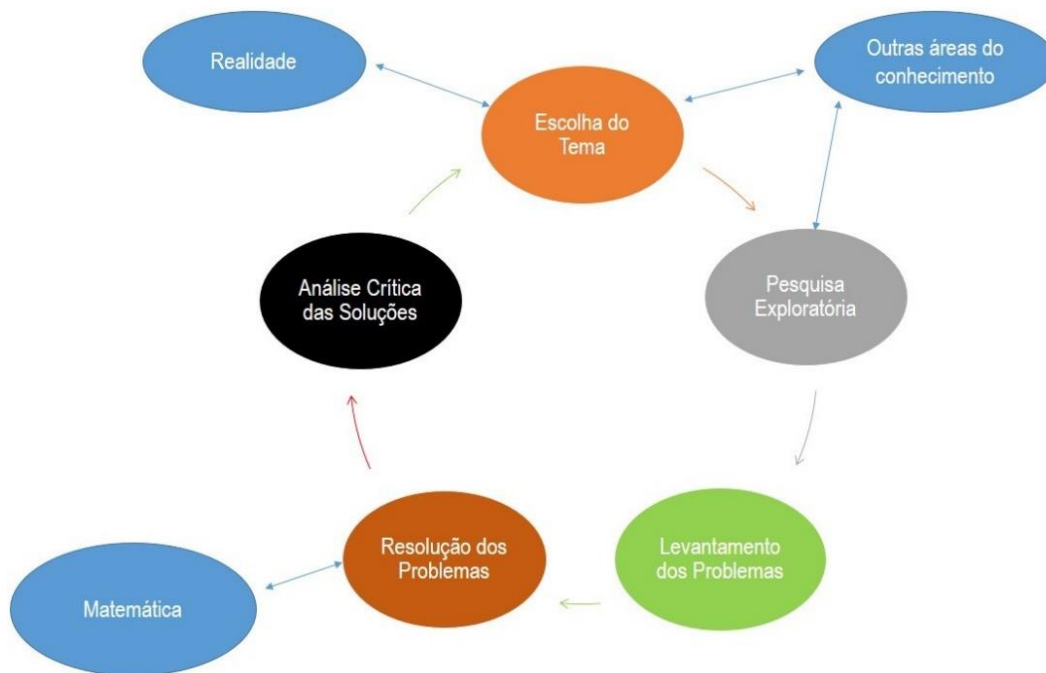 Realidade
Outras áreas do
conhecimento
Escolha do
Tema
Análise Crítica
das Soluções
Pesquisa
Exploratória
Resolução dos
Problemas
Levantamento
dos Problemas
Matemática